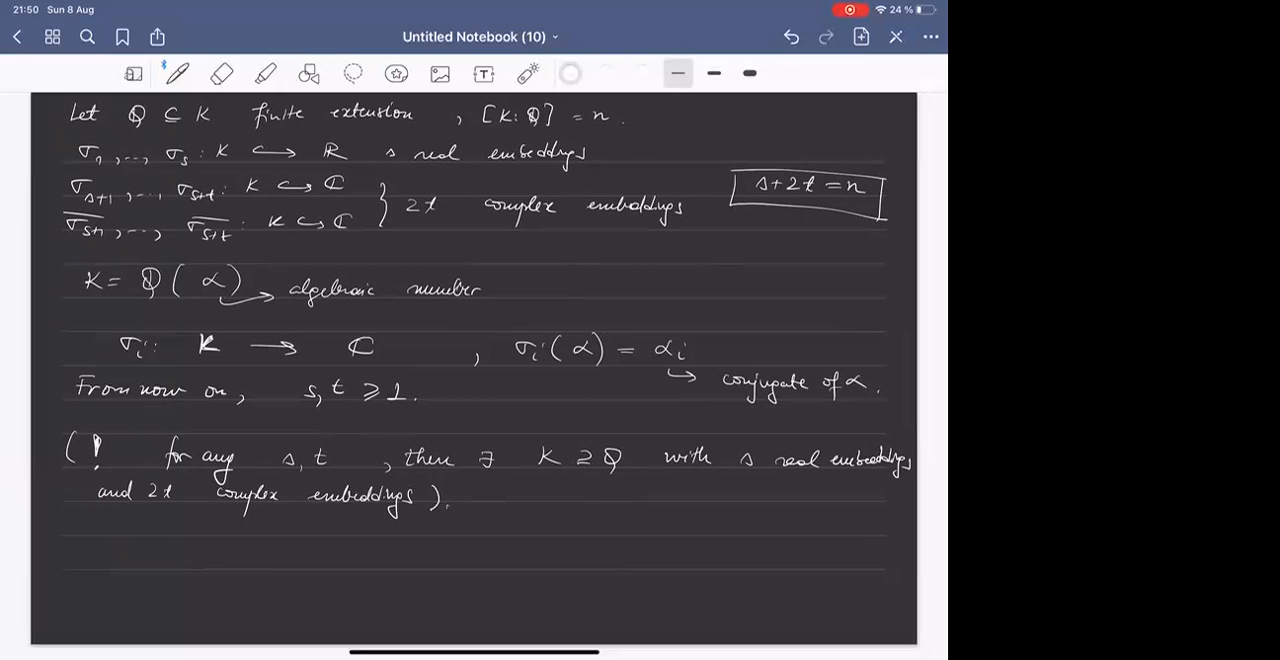 21:50 Sun 8 Aug
24 %
Untitled Notebook (10)
Let ℚ ⊆ K finite extension, [K:ℚ] = n.
σ₁,..., σₛ : K ↪ ℝ s real embeddings
σₛ₊₁,..., σₛ₊ₜ : K ↪ ℂ } 2t complex embeddings
s+2t = n
σ̄ₛ₊₁,..., σ̄ₛ₊ₜ : K ↪ ℂ
K = ℚ(α) → algebraic number
σᵢ : K → ℂ , σᵢ(α) = αᵢ
↪ conjugate of α.
From now on, s, t ⩾ 1.
(! for any s, t, there ∃ K ⊇ ℚ with s real embeddings
and 2t complex embeddings).